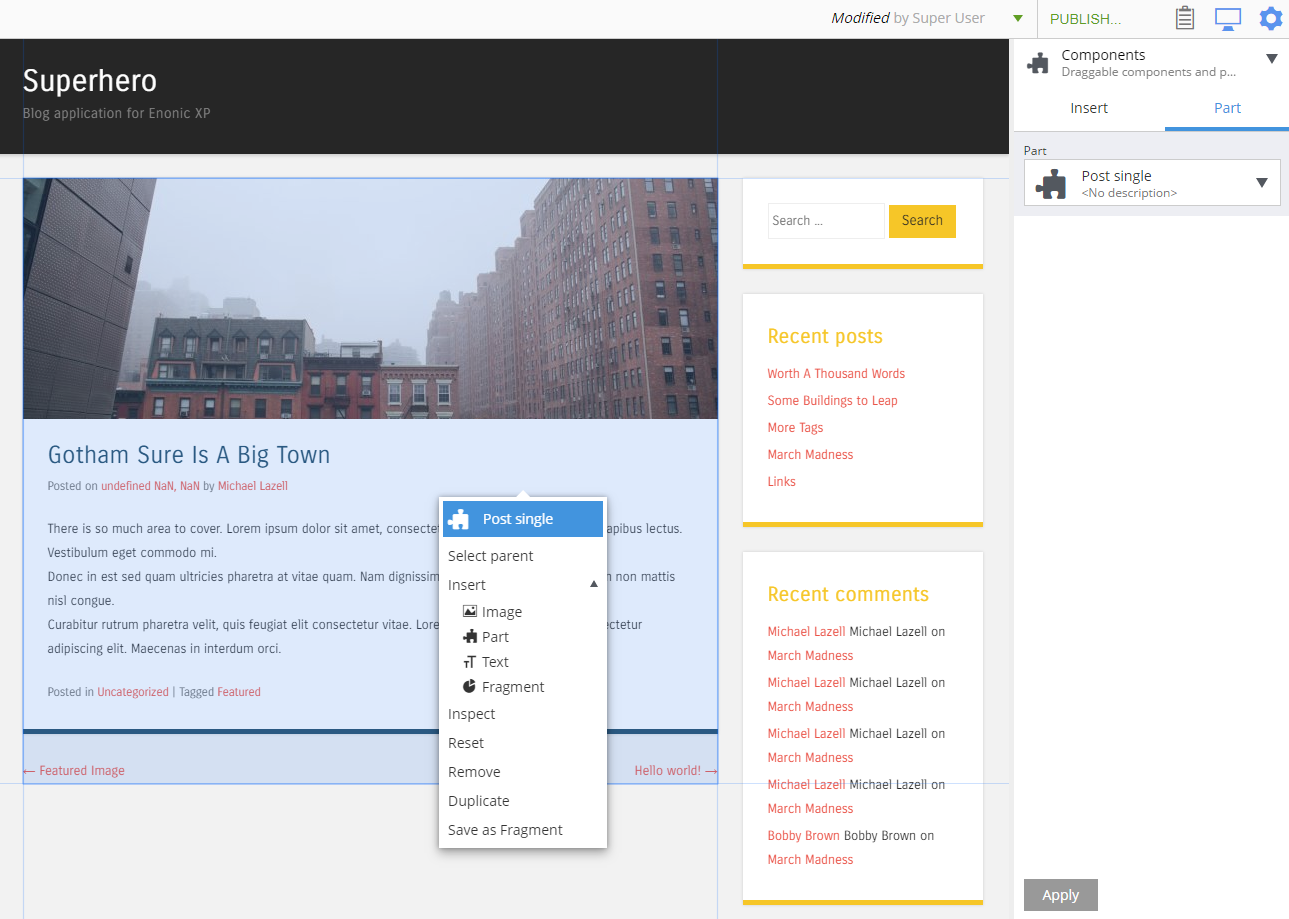 Modified by Super User
PUBLISH...
Superhero
Blog application for Enonic XP
Components
Draggable components and p...
Insert
Part
Part
Post single
<No description>
Search ...
Search
Recent posts
Worth A Thousand Words
Some Buildings to Leap
More Tags
March Madness
Links
Gotham Sure Is A Big Town
Posted on undefined NaN, NaN by Michael Lazell
There is so much area to cover. Lorem ipsum dolor sit amet, apibus lectus.
Vestibulum eget commodo mi.
Donec in est sed quam ultricies pharetra at vitae quam. Nam non mattis
nisl congue.
Curabitur rutrum pharetra velit, quis feugiat elit consectetur vitae.
adipiscing elit. Maecenas in interdum orci.
Posted in Uncategorized | Tagged Featured
← Featured Image
Hello world! →
Post single
Select parent
Insert
Image
Part
Text
Fragment
Inspect
Reset
Remove
Duplicate
Save as Fragment
Recent comments
Michael Lazell Michael Lazell on
March Madness
Michael Lazell Michael Lazell on
March Madness
Michael Lazell Michael Lazell on
March Madness
Michael Lazell Michael Lazell on
March Madness
Bobby Brown Bobby Brown on
March Madness
Apply